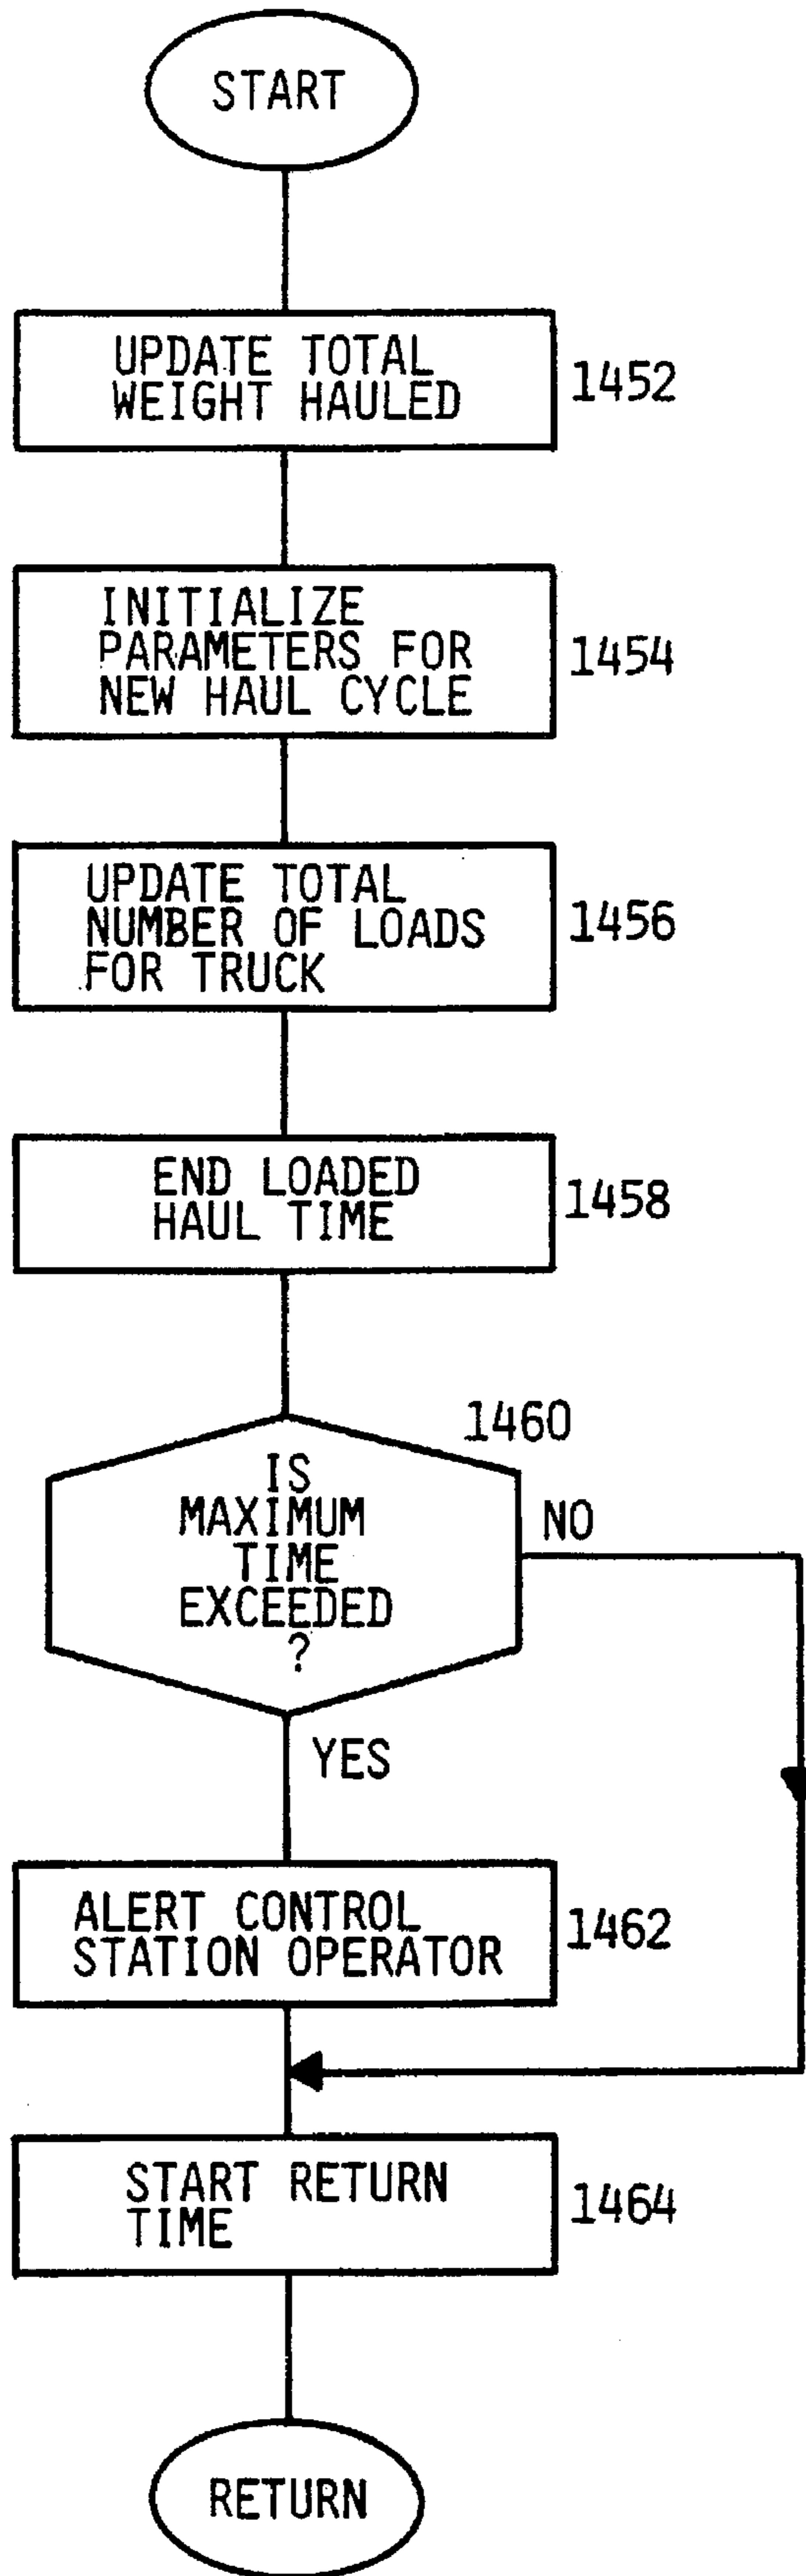 START
UPDATE TOTAL
WEIGHT HAULED
1452
INITIALIZE
PARAMETERS FOR
NEW HAUL CYCLE
1454
UPDATE TOTAL
NUMBER OF LOADS
FOR TRUCK
1456
END LOADED
HAUL TIME
1458
1460
IS
MAXIMUM
TIME
EXCEEDED
?
NO
YES
ALERT CONTROL
STATION OPERATOR
1462
START RETURN
TIME
1464
RETURN